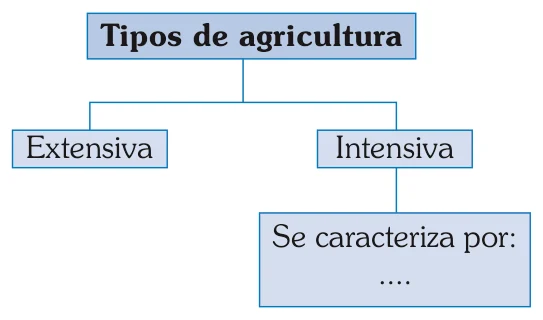 Tipos de agricultura
Extensiva
Intensiva
Se caracteriza por:
....